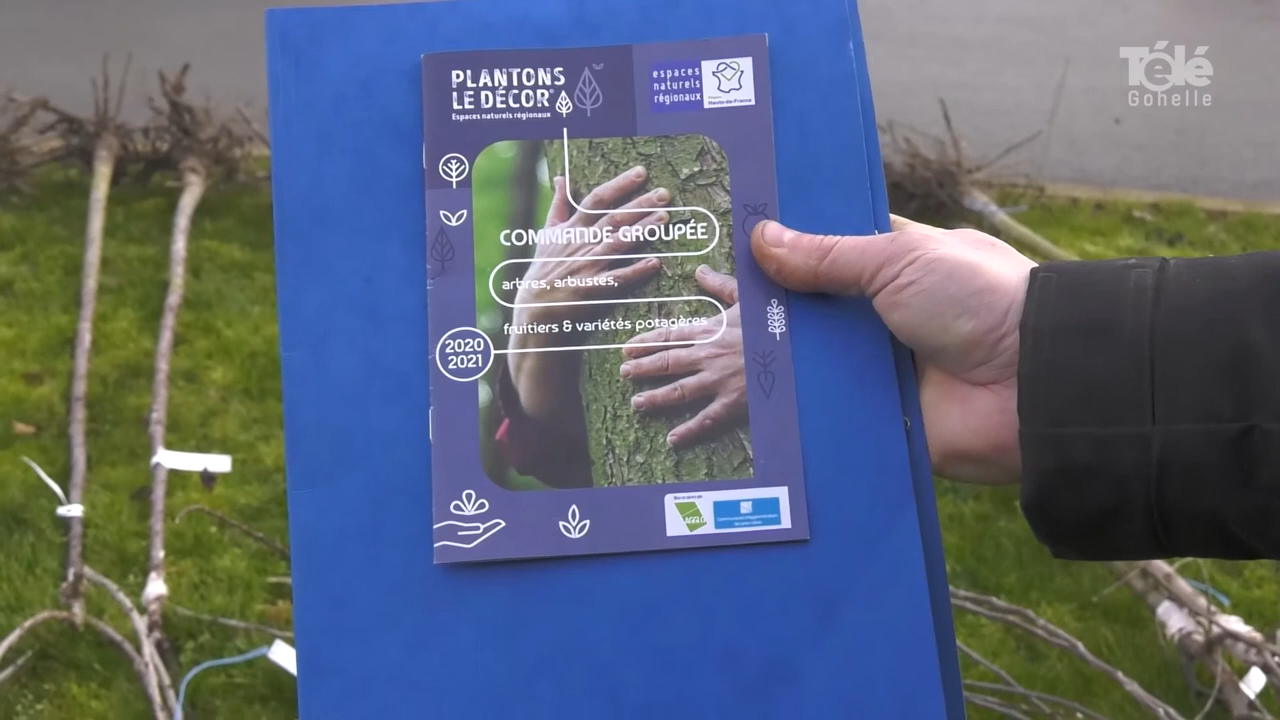 Télé
Gohelle
PLANTONS
LE DÉCOR
Espaces naturels régionaux
espaces
naturels
régionaux
Hauts-de-France
COMMANDE GROUPÉE
arbres, arbustes,
fruitiers & variétés potagères
2020
2021